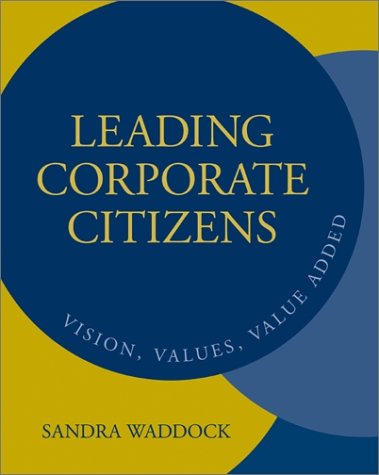 LEADING
CORPORATE
CITIZENS
VISION, VALUES, VALUE ADDED
SANDRA WADDOCK